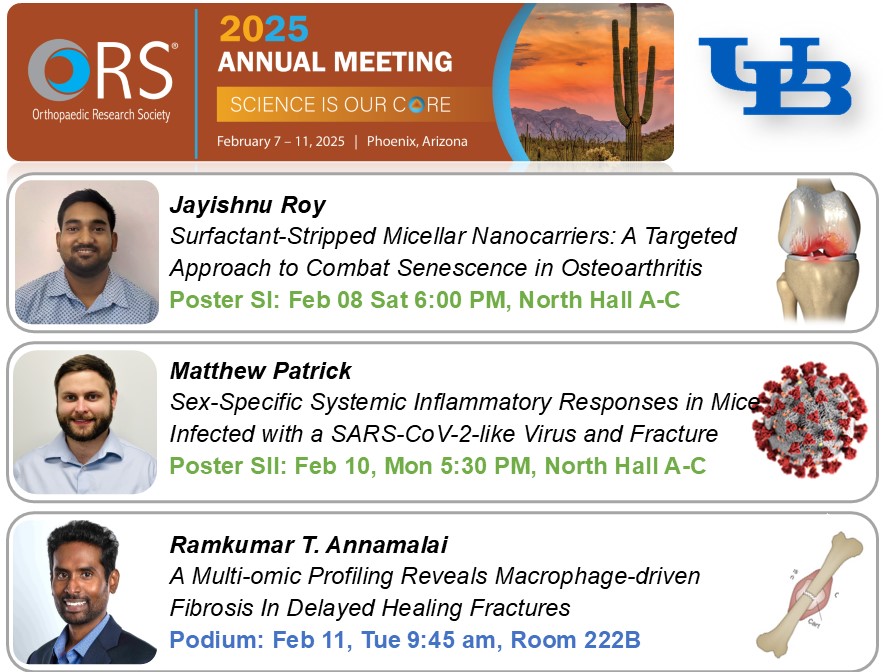 ORS®
Orthopaedic Research Society
2025
ANNUAL MEETING
SCIENCE IS OUR CORE
February 7 – 11, 2025 | Phoenix, Arizona
UB
Jayishnu Roy
Surfactant-Stripped Micellar Nanocarriers: A Targeted
Approach to Combat Senescence in Osteoarthritis
Poster SI: Feb 08 Sat 6:00 PM, North Hall A-C
Matthew Patrick
Sex-Specific Systemic Inflammatory Responses in Mice
Infected with a SARS-CoV-2-like Virus and Fracture
Poster SII: Feb 10, Mon 5:30 PM, North Hall A-C
Ramkumar T. Annamalai
A Multi-omic Profiling Reveals Macrophage-driven
Fibrosis In Delayed Healing Fractures
Podium: Feb 11, Tue 9:45 am, Room 222B
Cart